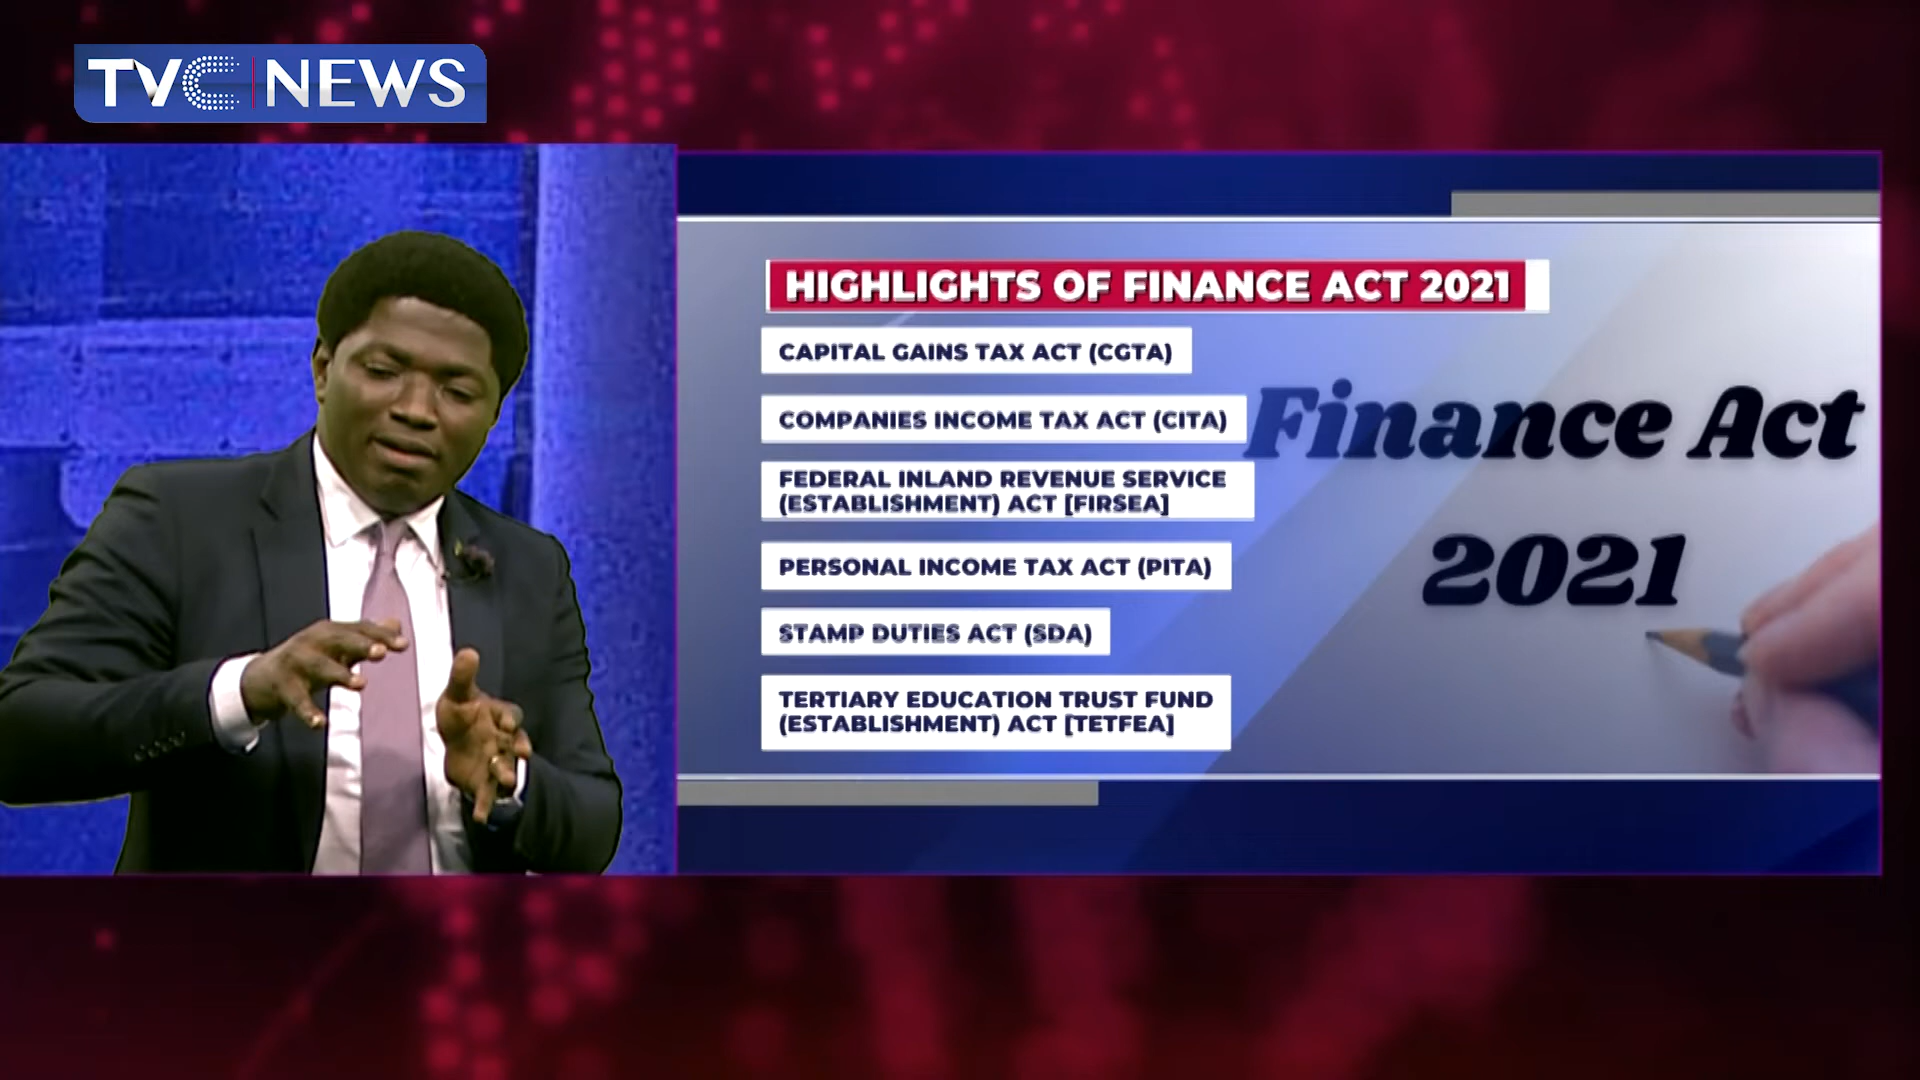 TVC NEWS
HIGHLIGHTS OF FINANCE ACT 2021
CAPITAL GAINS TAX ACT (CGTA)
COMPANIES INCOME TAX ACT (CITA)
FEDERAL INLAND REVENUE SERVICE
(ESTABLISHMENT) ACT [FIRSEA]
PERSONAL INCOME TAX ACT (PITA)
STAMP DUTIES ACT (SDA)
TERTIARY EDUCATION TRUST FUND
(ESTABLISHMENT) ACT [TETFEA]
Finance Act
2021